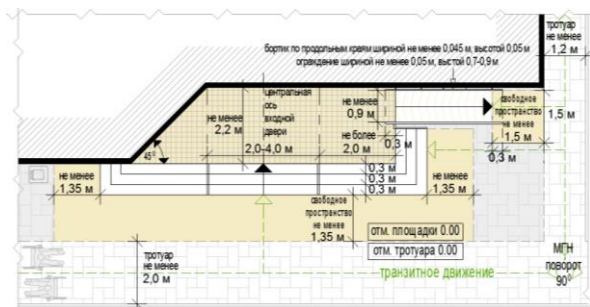 тротуар
не менее
1,2 м
бортик по продольным краям шириной не менее 0,045 м, высотой 0,05 м
ограждение шириной не менее 0,05 м, выстой 0,7-0,9 м
центральная
ось
входной
двери
не менее
2,2 м
не менее
0,9 м
свободное
пространство
не менее
1,5 м
1,5 м
не более
2,0 м
2,0-4,0 м
0,3 м
0,3 м
45⁰
не менее
1,35 м
0,3 м
0,3 м
0,3 м
не менее
1,35 м
свободное
пространство
не менее
1,35 м
отм. площадки 0.00
отм. тротуара 0.00
тротуар
не менее
2,0 м
транзитное движение
МГН
поворот
90⁰